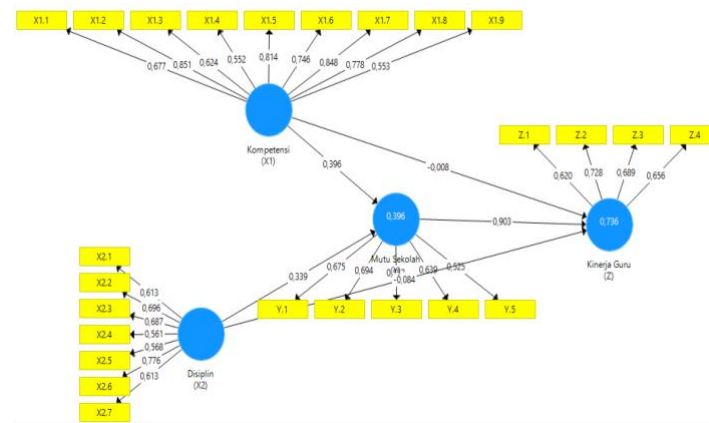 X1.1 X1.2 X1.3 X1.4 X1.5 X1.6 X1.7 X1.8 X1.9
0,677 0,851 0,624 0,552 0,814 0,746 0,848 0,778 0,553
Kompetensi
(X1)
Z.1 Z.2 Z.3 Z.4
0,620 0,728 0,689 0,656
0,396
-0,008
0,396
0,903
0,736
Kinerja Guru
(Z)
Mutu Sekolah
X2.1
X2.2
X2.3
X2.4
X2.5
X2.6
X2.7
0,613
0,696
0,687
0,561
0,568
0,776
0,613
0,339
0,675 0,694 0,639 0,525
-0,084
Y.1 Y.2 Y.3 Y.4 Y.5
Disiplin
(X2)